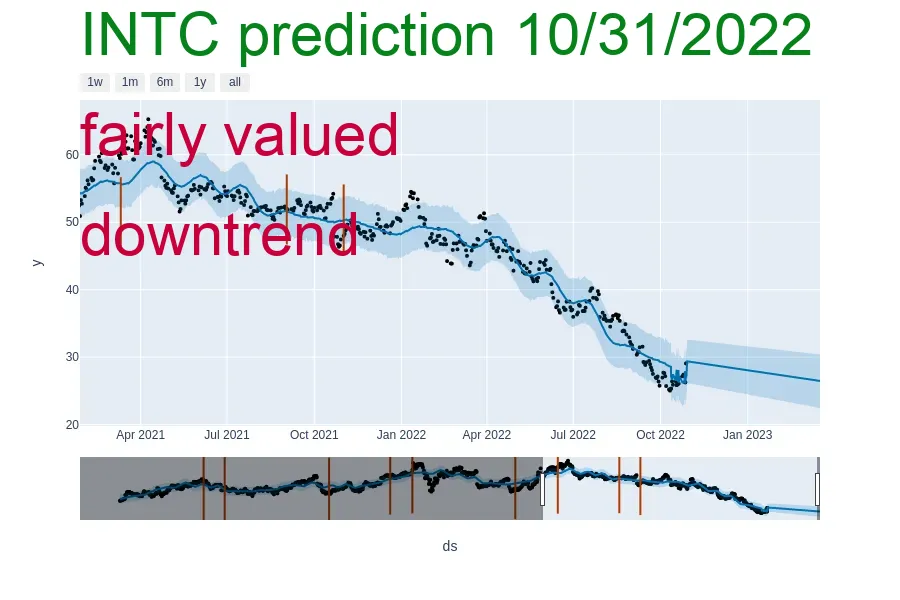 INTC prediction 10/31/2022
1w 1m 6m 1y all
fairly valued
downtrend
60
50
40
30
20
y
Apr 2021 Jul 2021 Oct 2021 Jan 2022 Apr 2022 Jul 2022 Oct 2022 Jan 2023
ds